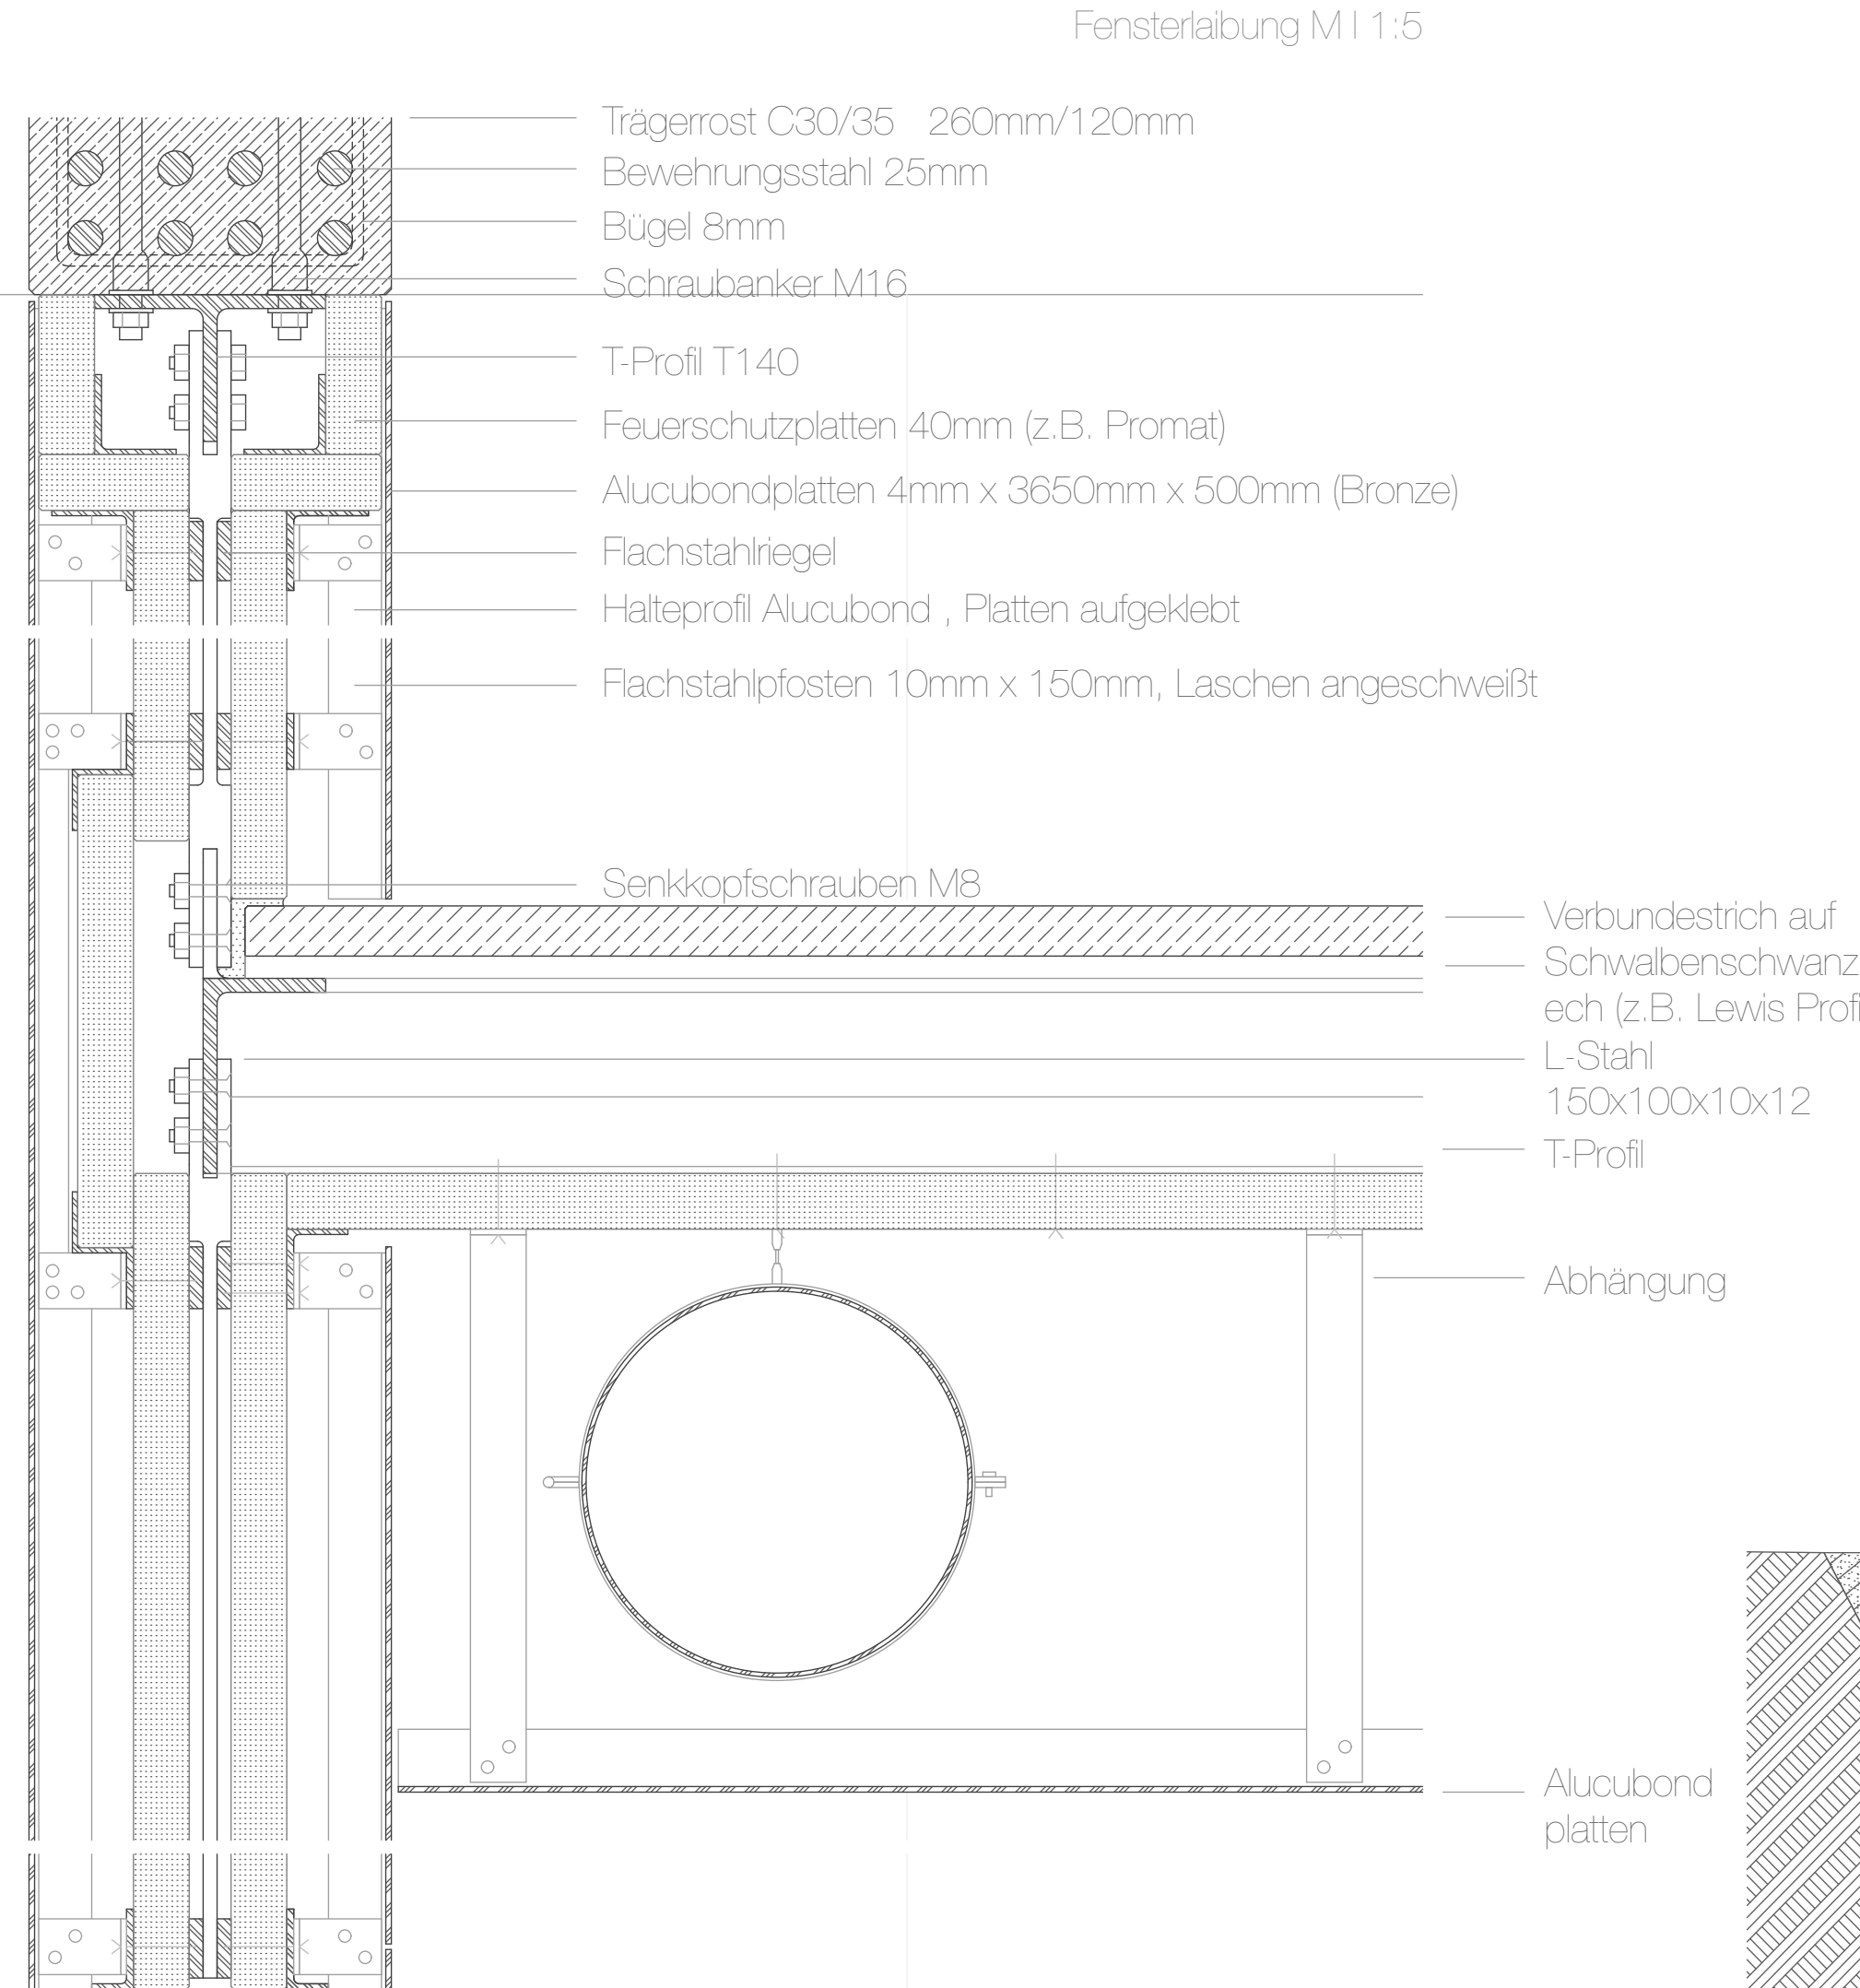 Fensterlaibung M I 1:5
Trägerrost C30/35 260mm/120mm
Bewehrungsstahl 25mm
Bügel 8mm
Schraubanker M16
T-Profil T140
Feuerschutzplatten 40mm (z.B. Promat)
Alucubondplatten 4mm x 3650mm x 500mm (Bronze)
Flachstahlriegel
Halteprofil Alucubond , Platten aufgeklebt
Flachstahlpfosten 10mm x 150mm, Laschen angeschweißt
Senkkopfschrauben M8
Verbundestrich auf
Schwalbenschwanz
ech (z.B. Lewis Profi
L-Stahl
150x100x10x12
T-Profil
Abhängung
Alucubond
platten